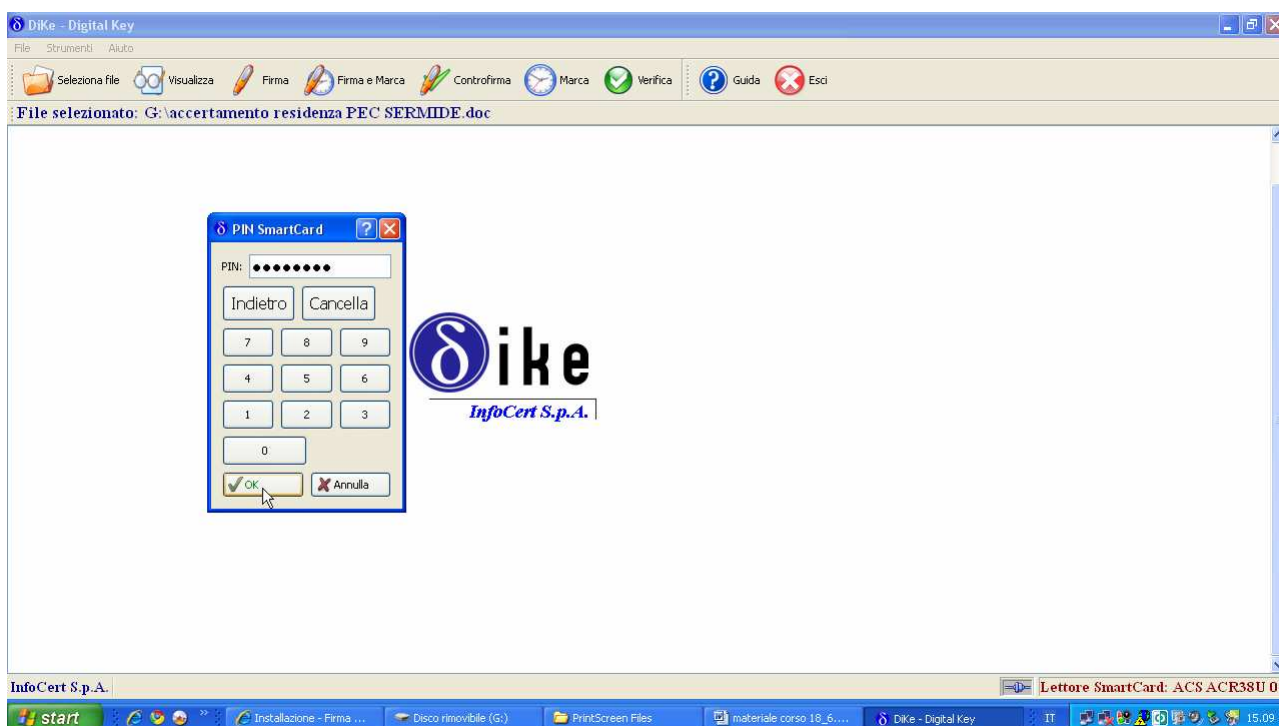 DiKe - Digital Key
File Strumenti Aiuto
Seleziona file Visualizza Firma Firma e Marca Controfirma Marca Verifica Guida Esci
File selezionato: G:\accertamento residenza PEC SERMIDE.doc
PIN SmartCard
PIN:
Indietro Cancella
7 8 9
4 5 6
1 2 3
0
OK Annulla
δike
InfoCert S.p.A.
InfoCert S.p.A. Lettore SmartCard: ACS ACR38U 0
start Installazione - Firma ... Disco rimovibile (G:) PrintScreen Files materiale corso 18_6.... DiKe - Digital Key IT 15.09